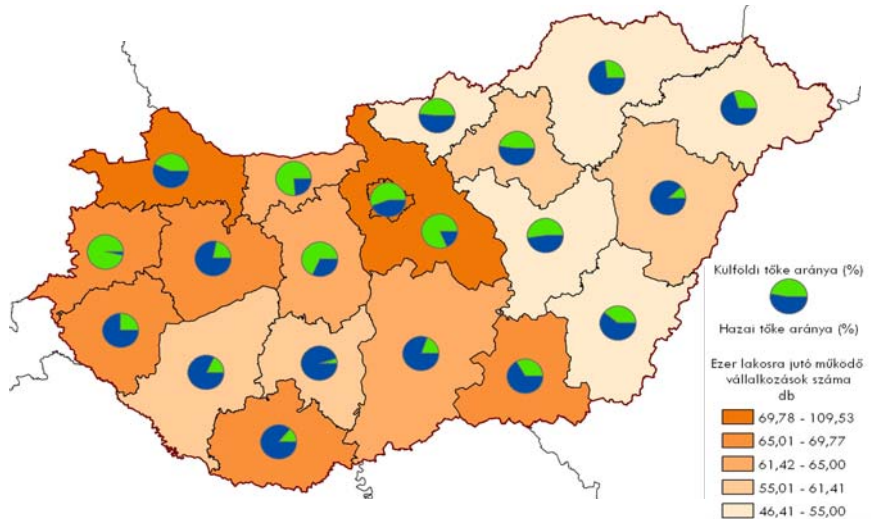 Külföldi tőke aránya (%)
Hazai tőke aránya (%)
Ezer lakosra jutó működő
vállalkozások száma
db
69,78 - 109,53
65,01 - 69,77
61,42 - 65,00
55,01 - 61,41
46,41 - 55,00